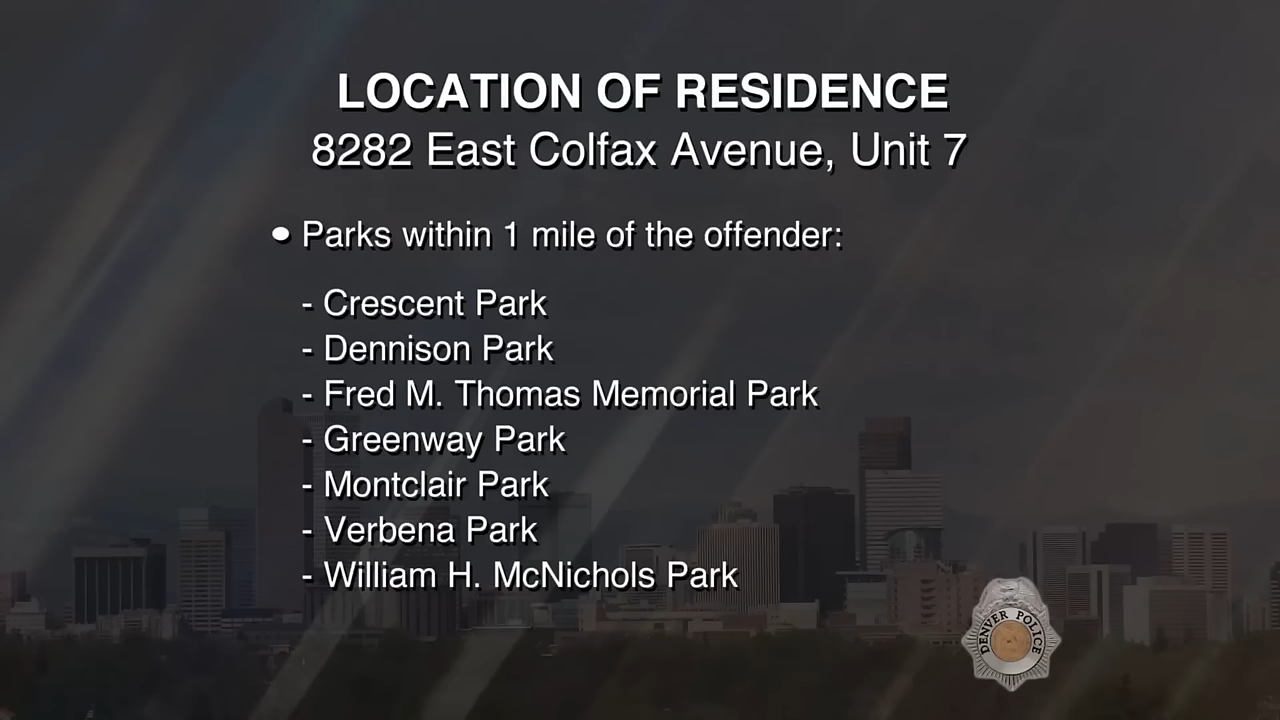 LOCATION OF RESIDENCE
8282 East Colfax Avenue, Unit 7
• Parks within 1 mile of the offender:
- Crescent Park
- Dennison Park
- Fred M. Thomas Memorial Park
- Greenway Park
- Montclair Park
- Verbena Park
- William H. McNichols Park
DENVER POLICE